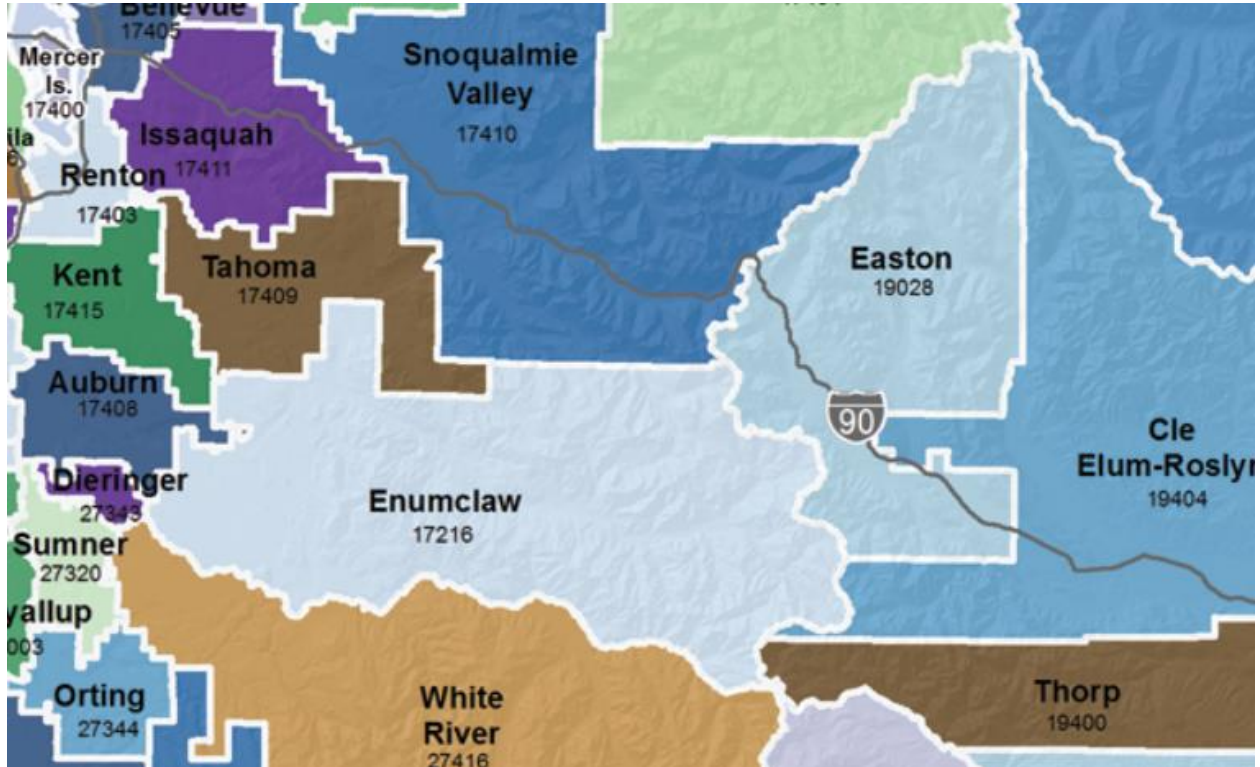 Bellevue
17405
Mercer
Is.
17400
Snoqualmie
Valley
17410
Issaquah
17411
Renton
17403
Kent
17415
Tahoma
17409
Easton
19028
Auburn
17408
90
Cle
Elum-Roslyn
19404
Dieringer
27343
Enumclaw
17216
Sumner
27320
yallup
003
Orting
27344
White
River
27416
Thorp
19400